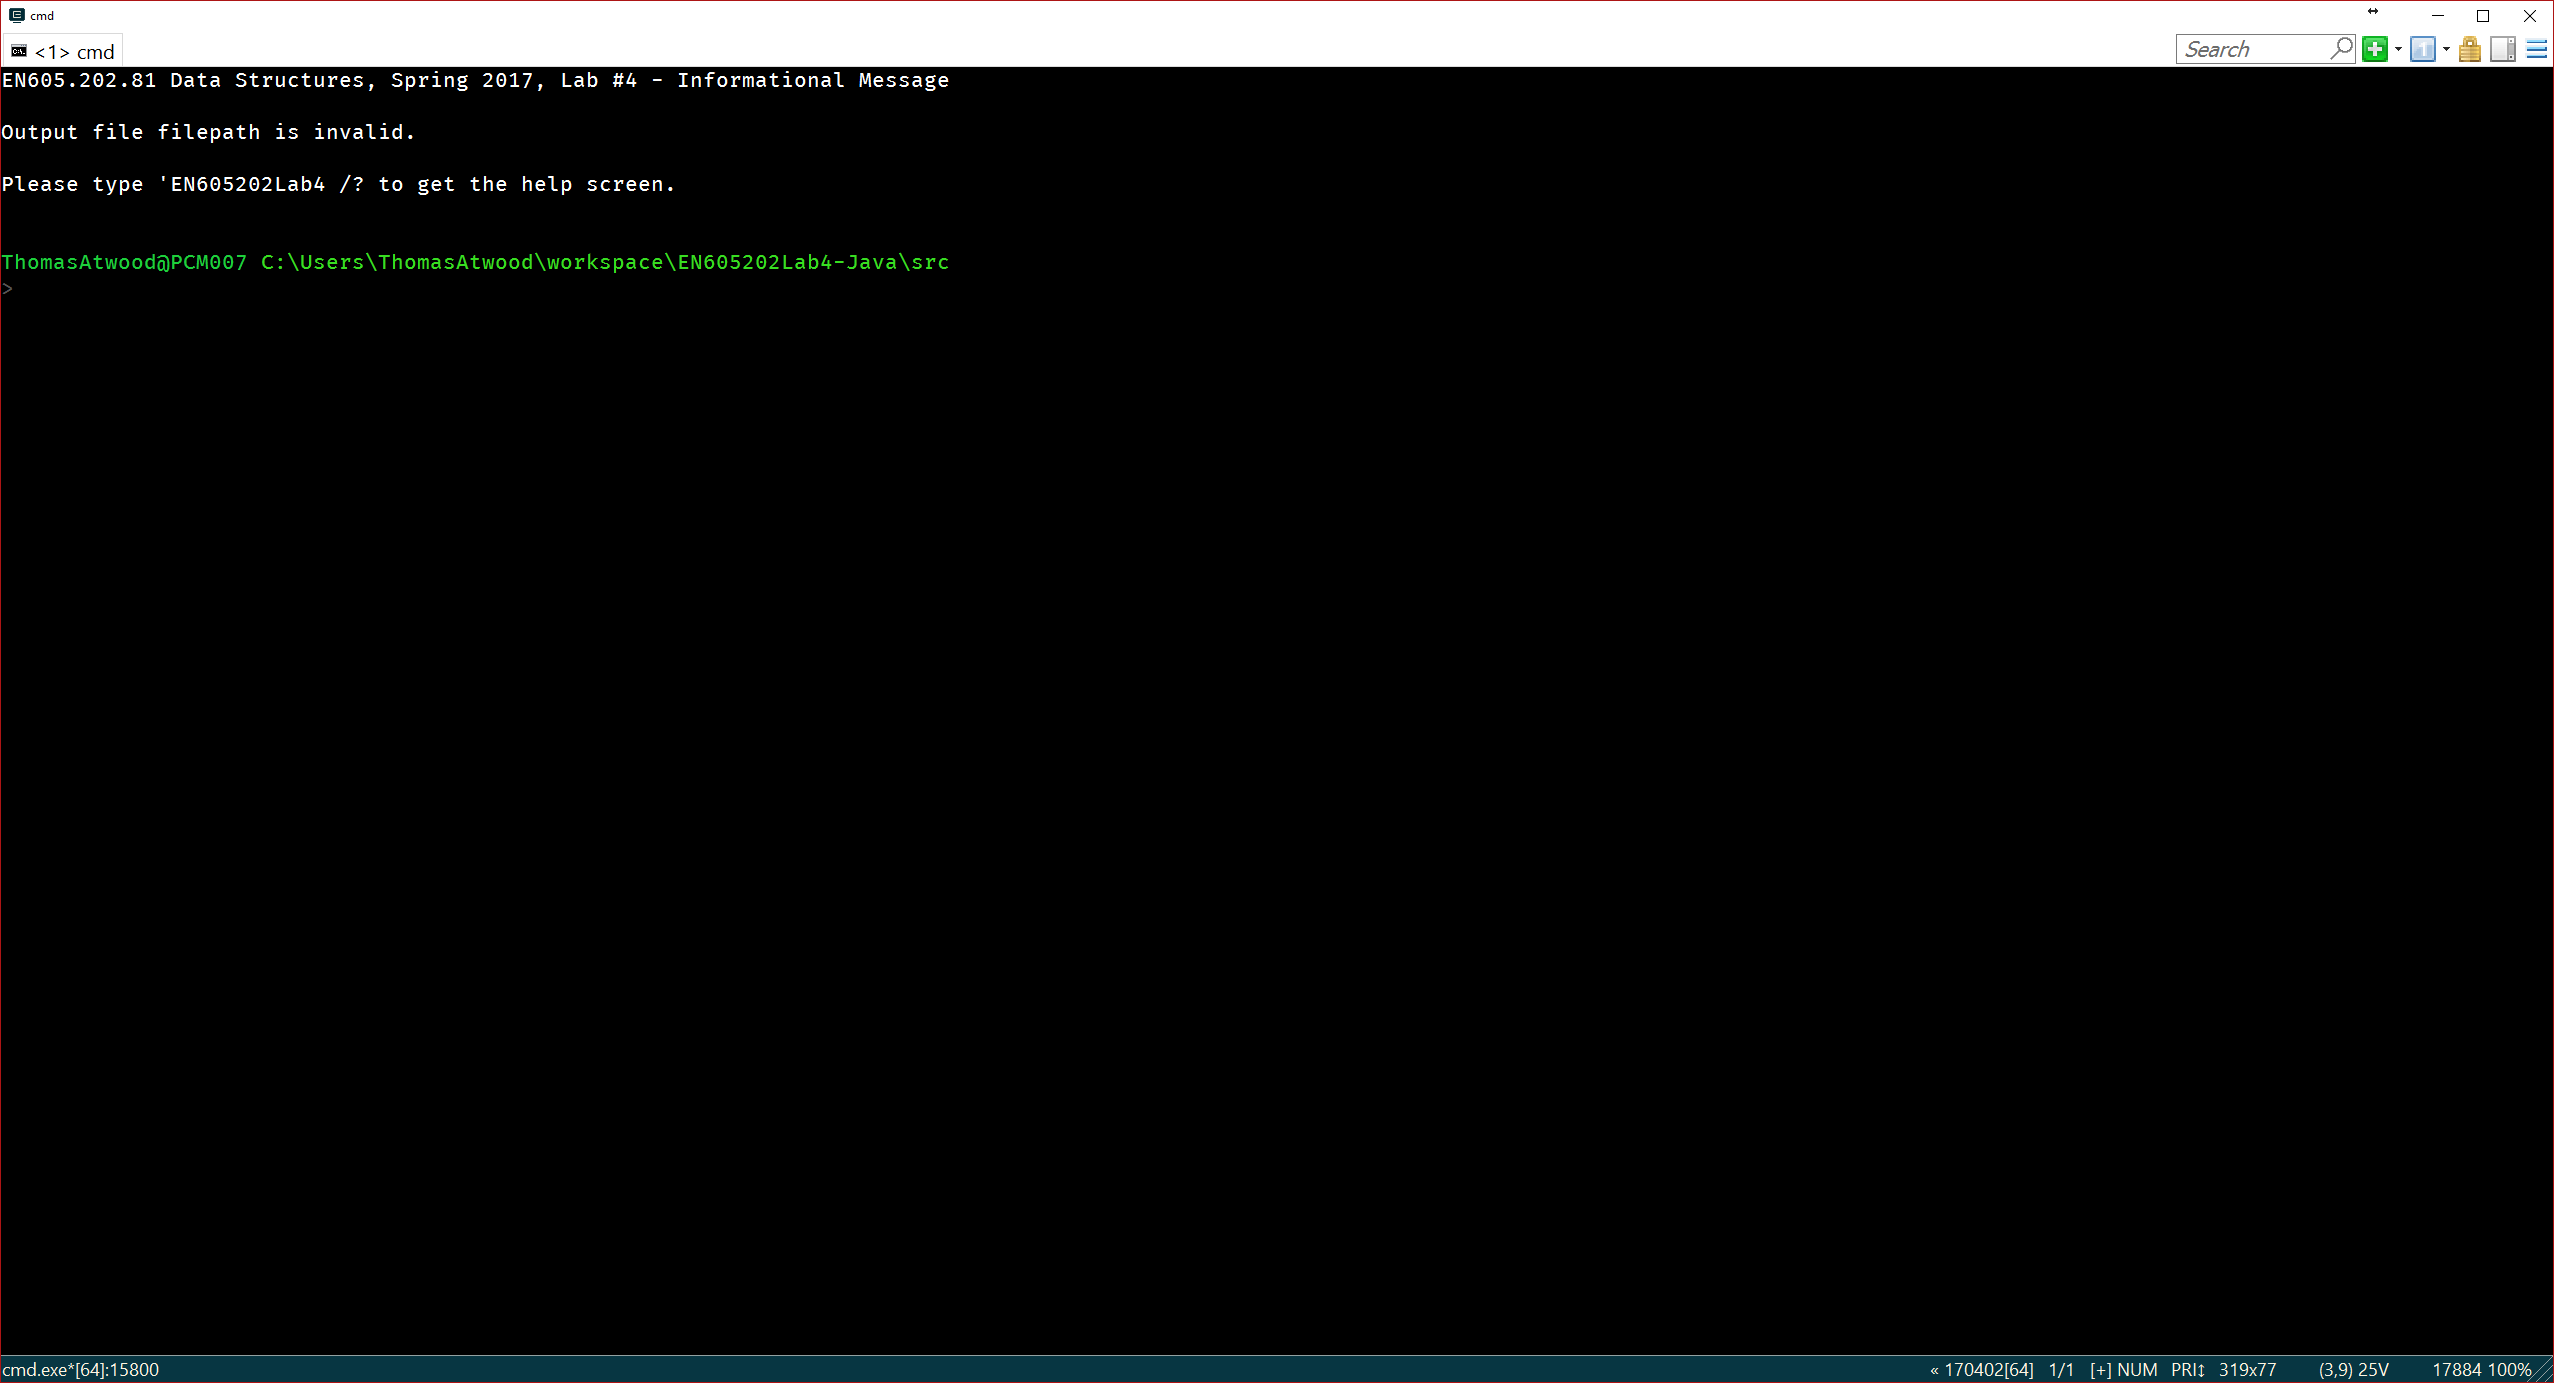 cmd
<1> cmd
Search
EN605.202.81 Data Structures, Spring 2017, Lab #4 - Informational Message
Output file filepath is invalid.
Please type 'EN605202Lab4 /? to get the help screen.
ThomasAtwood@PCM007 C:\Users\ThomasAtwood\workspace\EN605202Lab4-Java\src
>
cmd.exe*[64]:15800 « 170402[64] 1/1 [+] NUM PRI↕ 319x77 (3,9) 25V 17884 100%